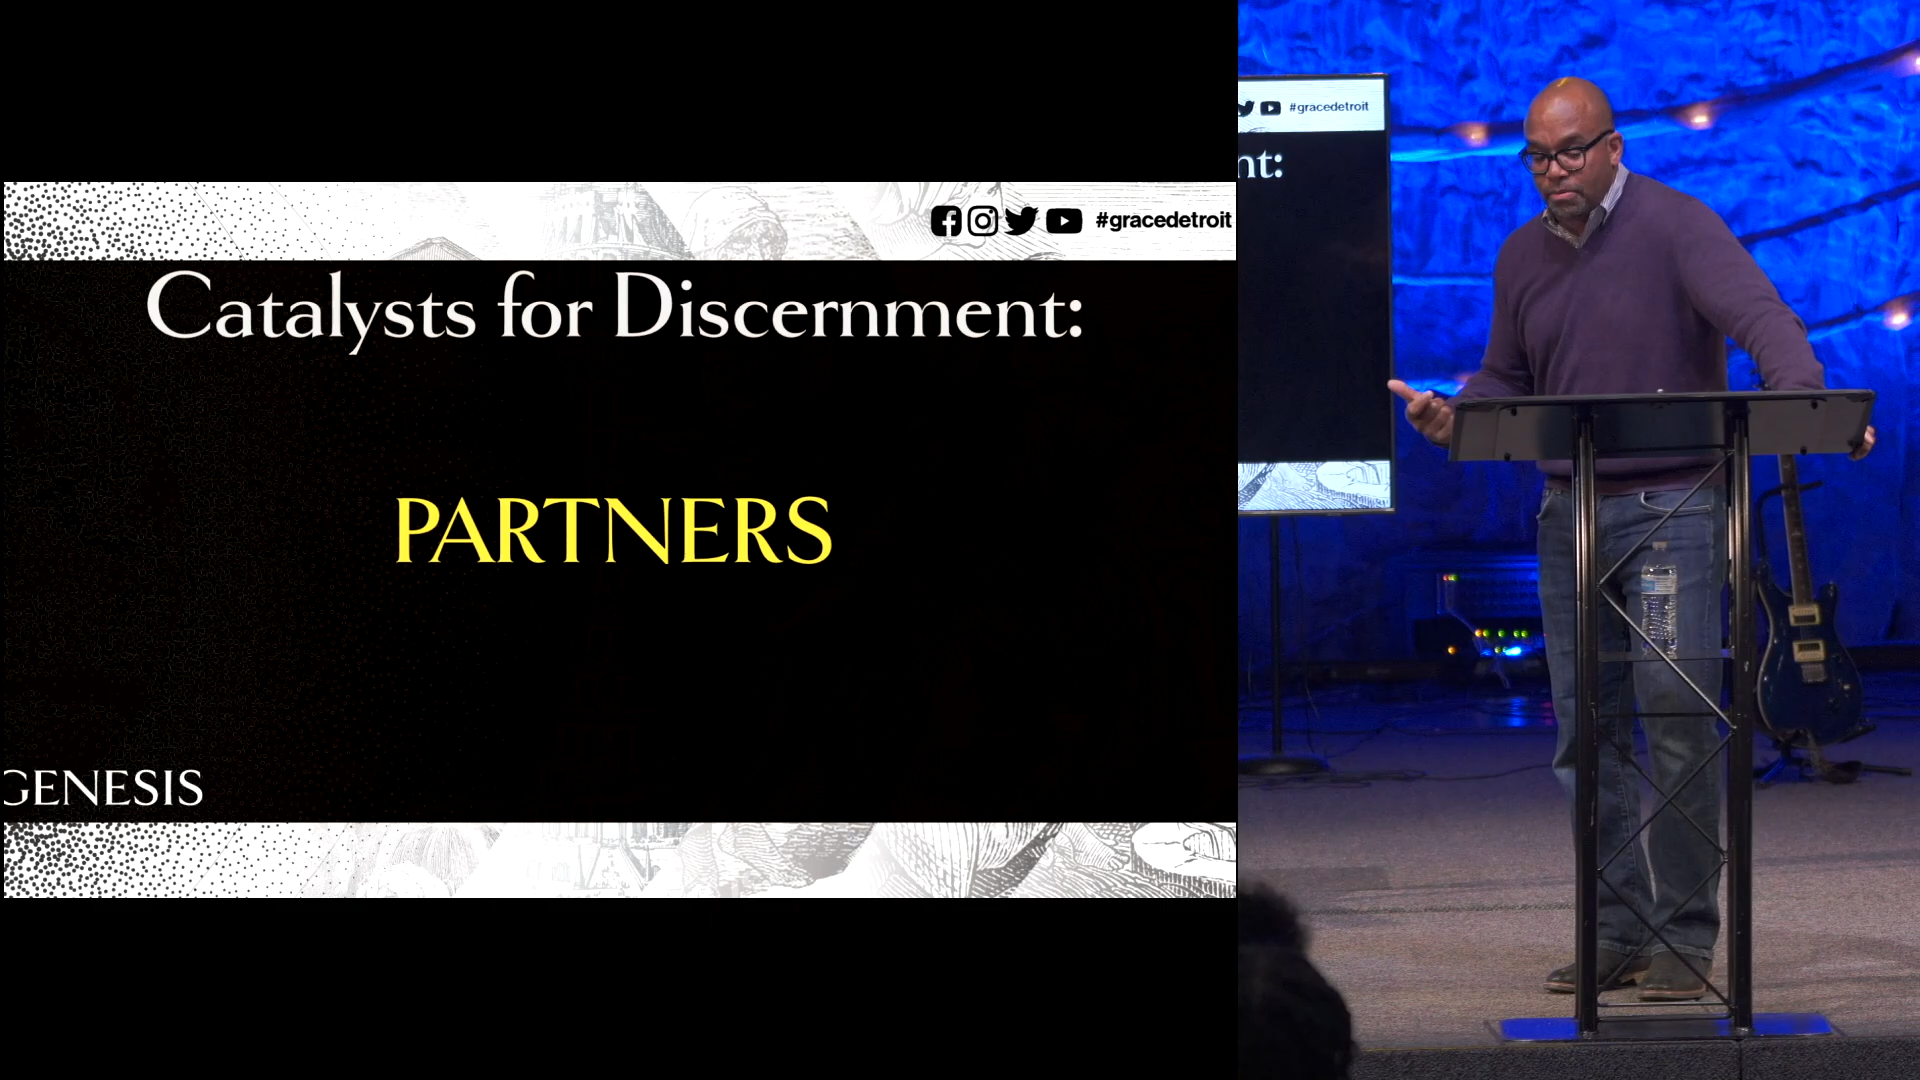 #gracedetroit
Catalysts for Discernment:
PARTNERS
GENESIS
#gracedetroit
nt: